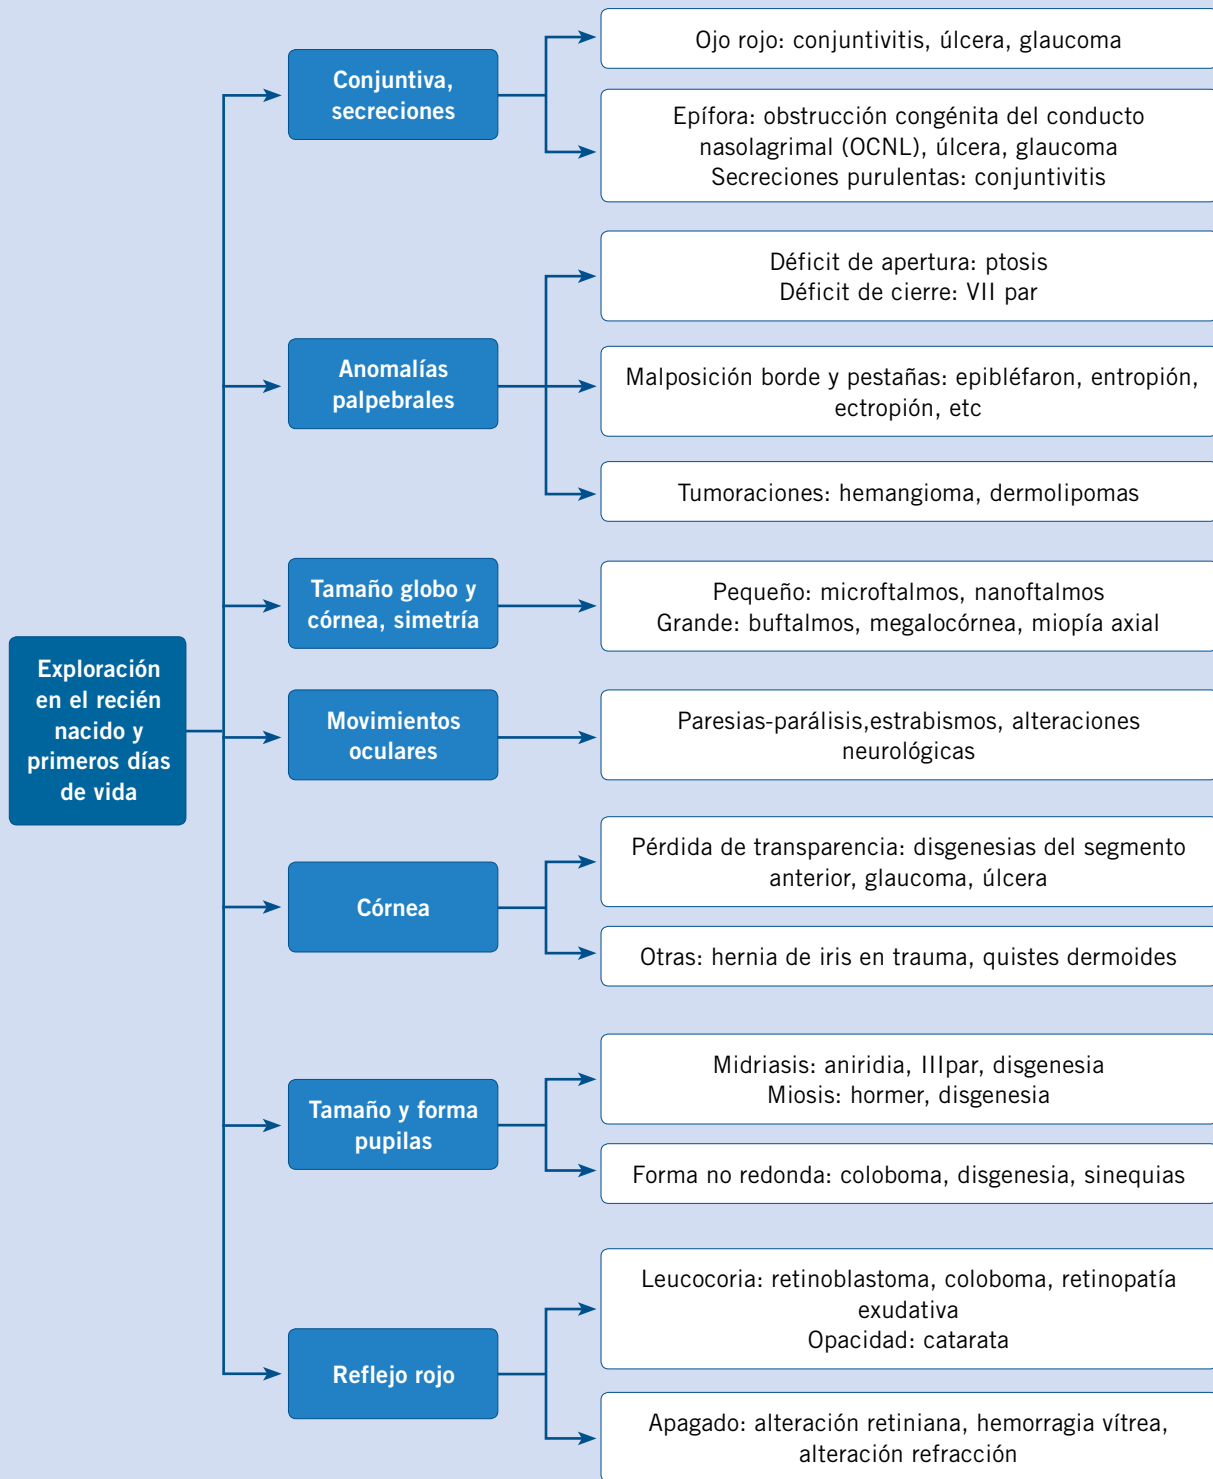 Exploración
en el recién
nacido y
primeros días
de vida
Conjuntiva,
secreciones
Ojo rojo: conjuntivitis, úlcera, glaucoma
Epífora: obstrucción congénita del conducto
nasolagrimal (OCNL), úlcera, glaucoma
Secreciones purulentas: conjuntivitis
Anomalías
palpebrales
Déficit de apertura: ptosis
Déficit de cierre: VII par
Malposición borde y pestañas: epibléfaron, entropión,
ectropión, etc
Tumoraciones: hemangioma, dermolipomas
Tamaño globo y
córnea, simetría
Pequeño: microftalmos, nanoftalmos
Grande: buftalmos, megalocórnea, miopía axial
Movimientos
oculares
Paresias-parálisis,estrabismos, alteraciones
neurológicas
Córnea
Pérdida de transparencia: disgenesias del segmento
anterior, glaucoma, úlcera
Otras: hernia de iris en trauma, quistes dermoides
Tamaño y forma
pupilas
Midriasis: aniridia, IIIpar, disgenesia
Miosis: hormer, disgenesia
Forma no redonda: coloboma, disgenesia, sinequias
Reflejo rojo
Leucocoria: retinoblastoma, coloboma, retinopatía
exudativa
Opacidad: catarata
Apagado: alteración retiniana, hemorragia vítrea,
alteración refracción